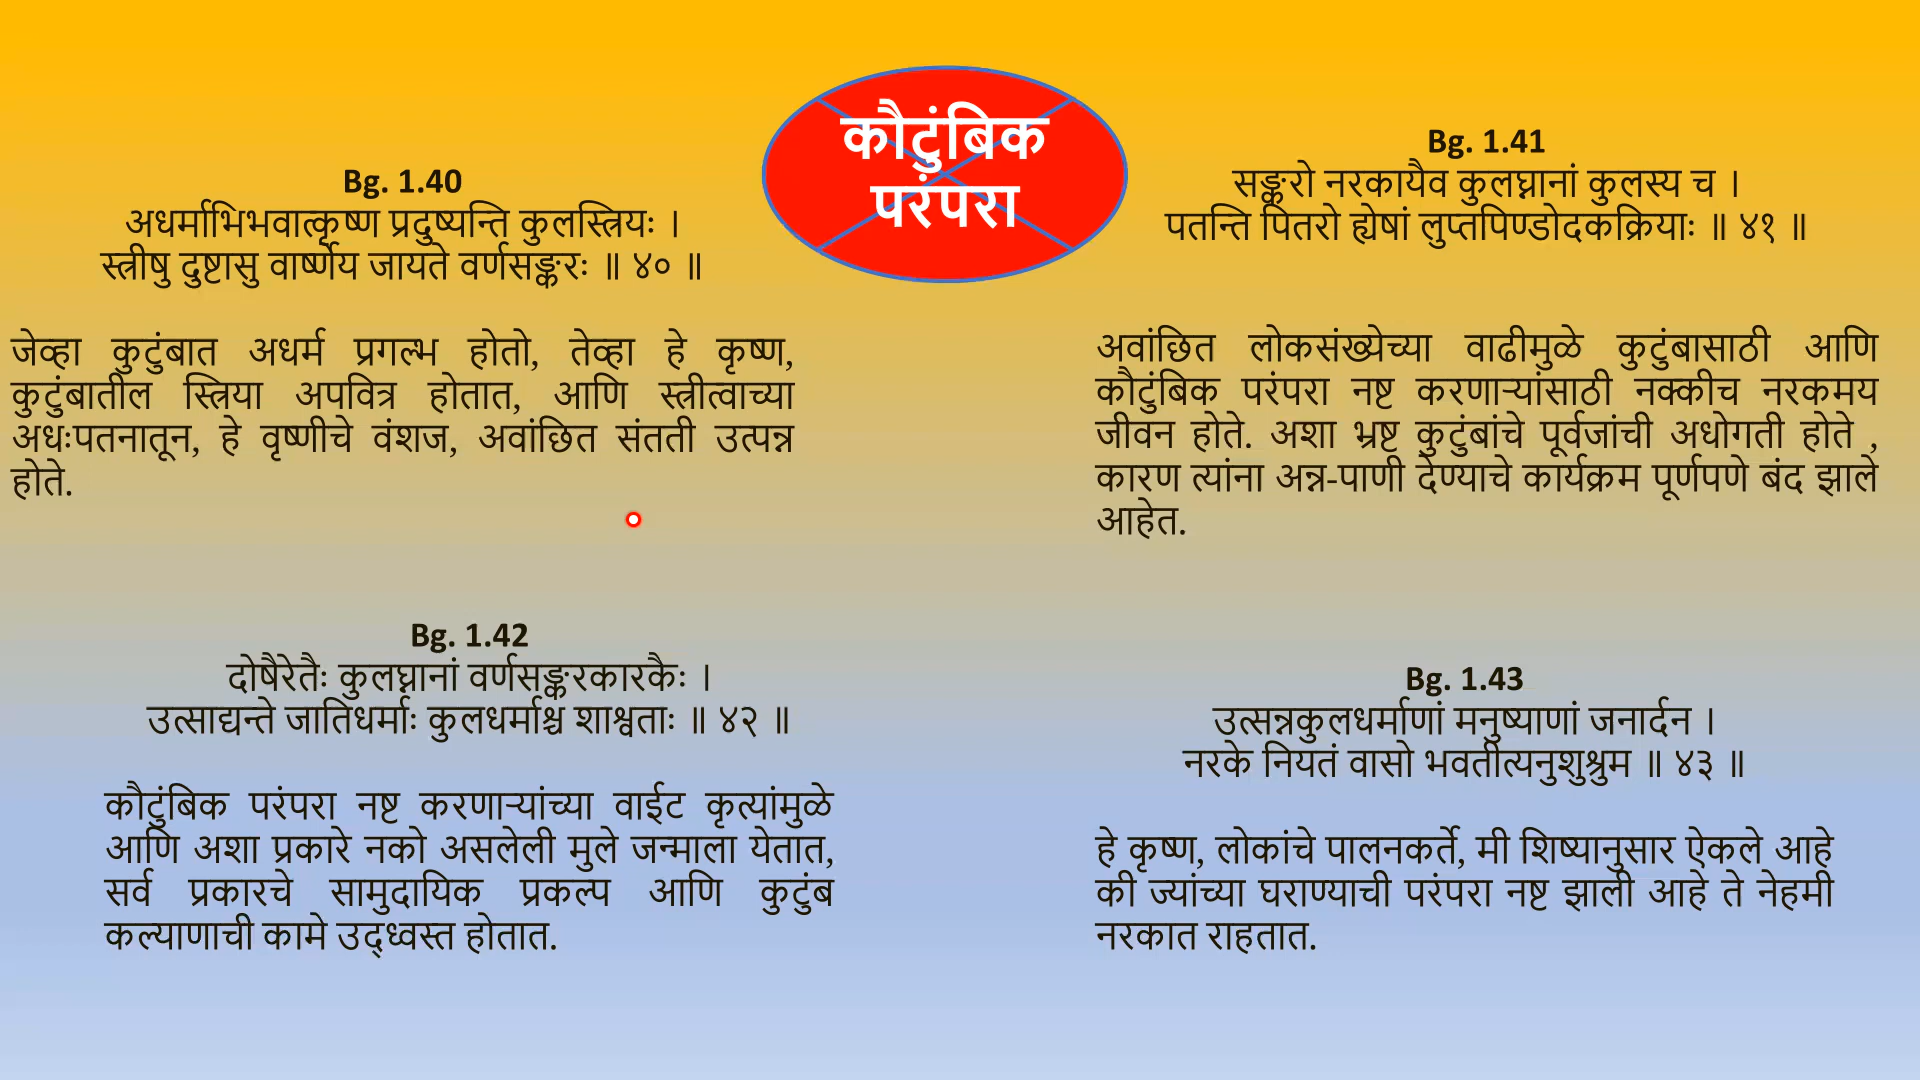 कौटुंबिक
परंपरा
Bg. 1.40
अधर्माभिभवात्कृष्ण प्रदुष्यन्ति कुलस्त्रियः ।
स्त्रीषु दुष्टासु वार्ष्णेय जायते वर्णसङ्करः ॥ ४० ॥
जेव्हा कुटुंबात अधर्म प्रगल्भ होतो, तेव्हा हे कृष्ण,
कुटुंबातील स्त्रिया अपवित्र होतात, आणि स्त्रीत्वाच्या
अधःपतनातून, हे वृष्णीचे वंशज, अवांछित संतती उत्पन्न
होते.
Bg. 1.41
सङ्करो नरकायैव कुलघ्नानां कुलस्य च ।
पतन्ति पितरो ह्येषां लुप्तपिण्डोदकक्रियाः ॥ ४१ ॥
अवांछित लोकसंख्येच्या वाढीमुळे कुटुंबासाठी आणि
कौटुंबिक परंपरा नष्ट करणाऱ्यांसाठी नक्कीच नरकमय
जीवन होते. अशा भ्रष्ट कुटुंबांचे पूर्वजांची अधोगती होते ,
कारण त्यांना अन्न-पाणी देण्याचे कार्यक्रम पूर्णपणे बंद झाले
आहेत.
Bg. 1.42
दोषैरेतैः कुलघ्नानां वर्णसङ्करकारकैः ।
उत्साद्यन्ते जातिधर्माः कुलधर्माश्च शाश्वताः ॥ ४२ ॥
कौटुंबिक परंपरा नष्ट करणाऱ्यांच्या वाईट कृत्यांमुळे
आणि अशा प्रकारे नको असलेली मुले जन्माला येतात,
सर्व प्रकारचे सामुदायिक प्रकल्प आणि कुटुंब
कल्याणाची कामे उद्ध्वस्त होतात.
Bg. 1.43
उत्सन्नकुलधर्माणां मनुष्याणां जनार्दन ।
नरके नियतं वासो भवतीत्यनुशुश्रुम ॥ ४३ ॥
हे कृष्ण, लोकांचे पालनकर्ते, मी शिष्यानुसार ऐकले आहे
की ज्यांच्या घराण्याची परंपरा नष्ट झाली आहे ते नेहमी
नरकात राहतात.